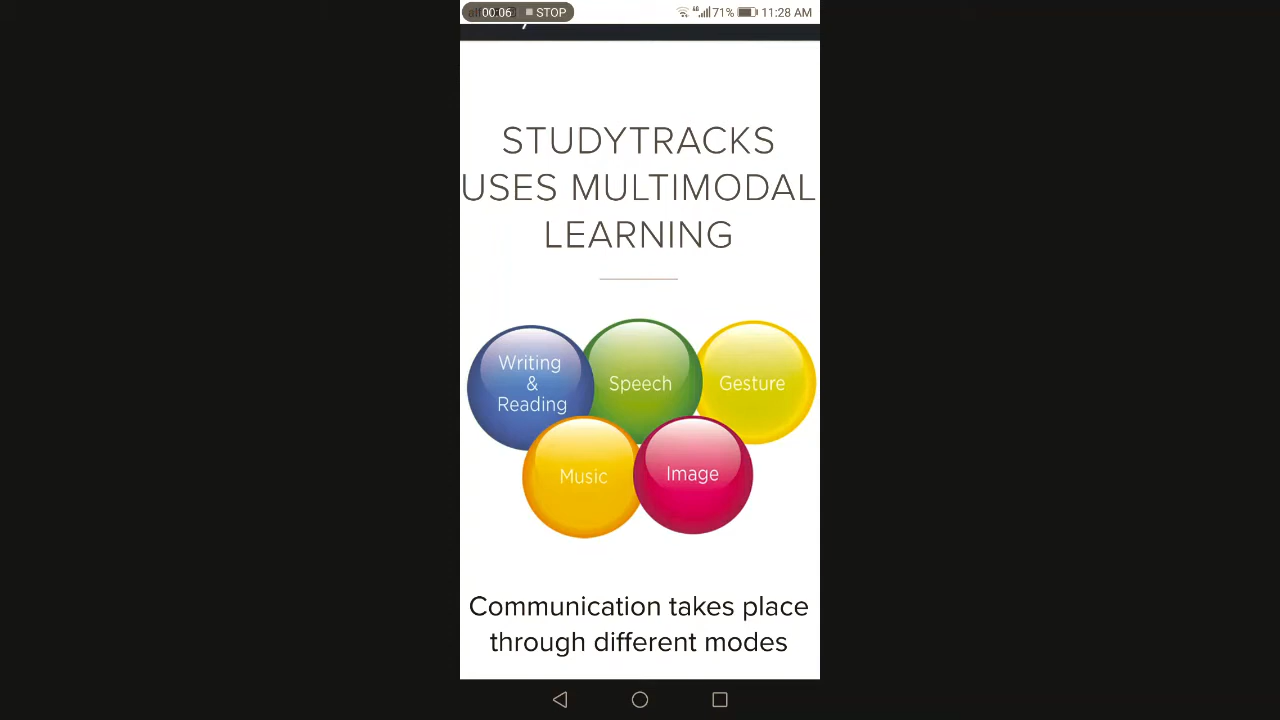 00:06 STOP 71% 11:28 AM
STUDYTRACKS
USES MULTIMODAL
LEARNING
Writing
&
Reading
Speech
Gesture
Music
Image
Communication takes place
through different modes